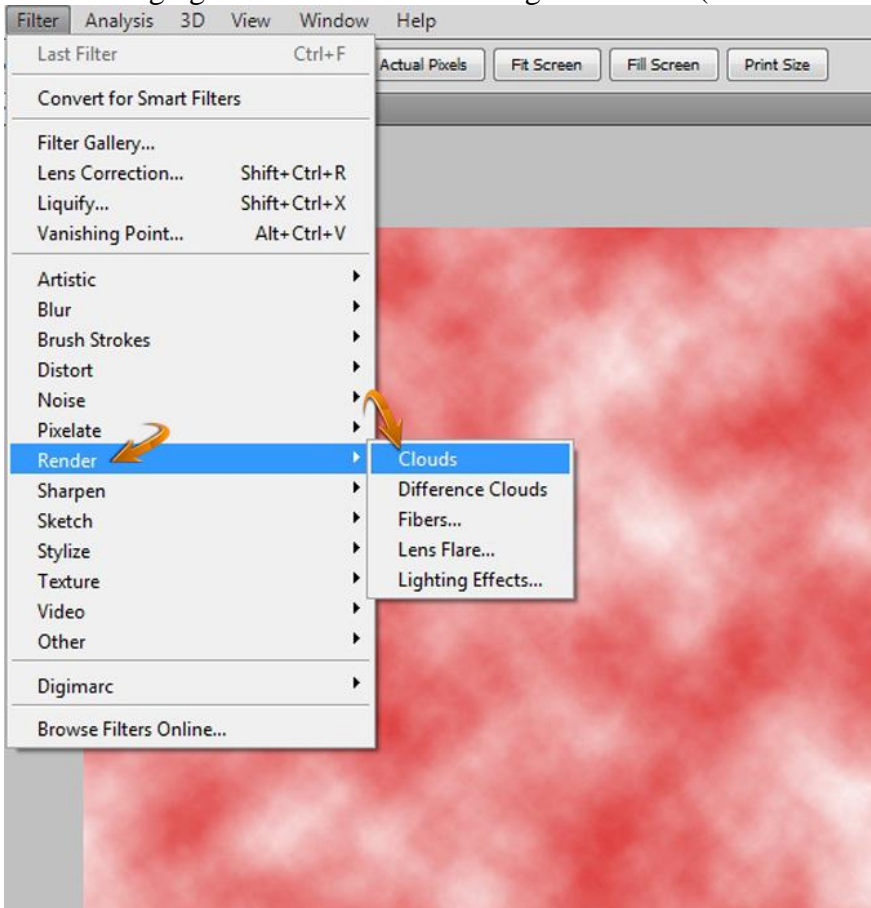 Filter Analysis 3D View Window Help
Last Filter Ctrl+F
Actual Pixels Fit Screen Fill Screen Print Size
Convert for Smart Filters
Filter Gallery...
Lens Correction... Shift+Ctrl+R
Liquify... Shift+Ctrl+X
Vanishing Point... Alt+Ctrl+V
Artistic
Blur
Brush Strokes
Distort
Noise
Pixelate
Render
Sharpen
Sketch
Stylize
Texture
Video
Other
Digimarc
Browse Filters Online...
Clouds
Difference Clouds
Fibers...
Lens Flare...
Lighting Effects...